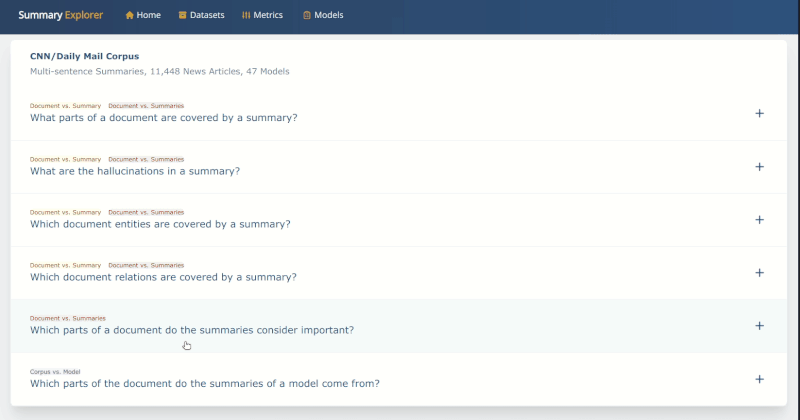 Summary Explorer Home Datasets Metrics Models
CNN/Daily Mail Corpus
Multi-sentence Summaries, 11,448 News Articles, 47 Models
Document vs. Summary Document vs. Summaries
What parts of a document are covered by a summary?
Document vs. Summary Document vs. Summaries
What are the hallucinations in a summary?
Document vs. Summary Document vs. Summaries
Which document entities are covered by a summary?
Document vs. Summary Document vs. Summaries
Which document relations are covered by a summary?
Document vs. Summaries
Which parts of a document do the summaries consider important?
Corpus vs. Model
Which parts of the document do the summaries of a model come from?